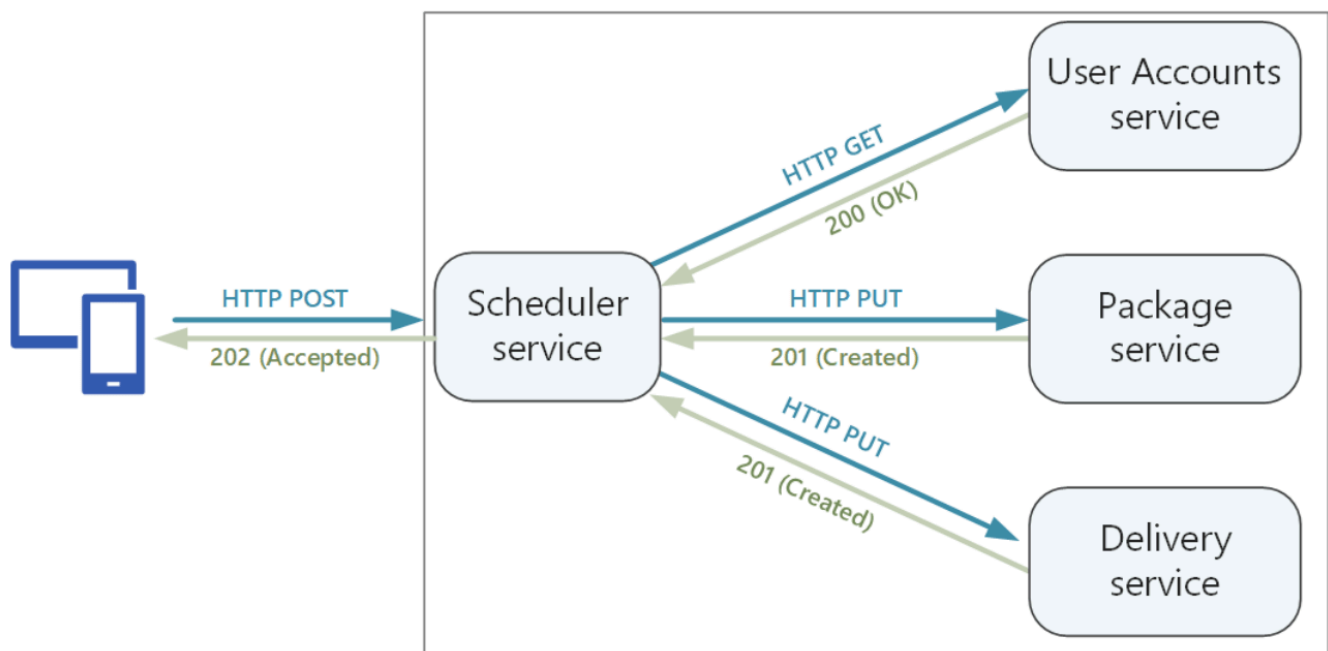 User Accounts
service
HTTP GET
200 (OK)
HTTP POST
202 (Accepted)
Scheduler
service
HTTP PUT
201 (Created)
Package
service
HTTP PUT
201 (Created)
Delivery
service